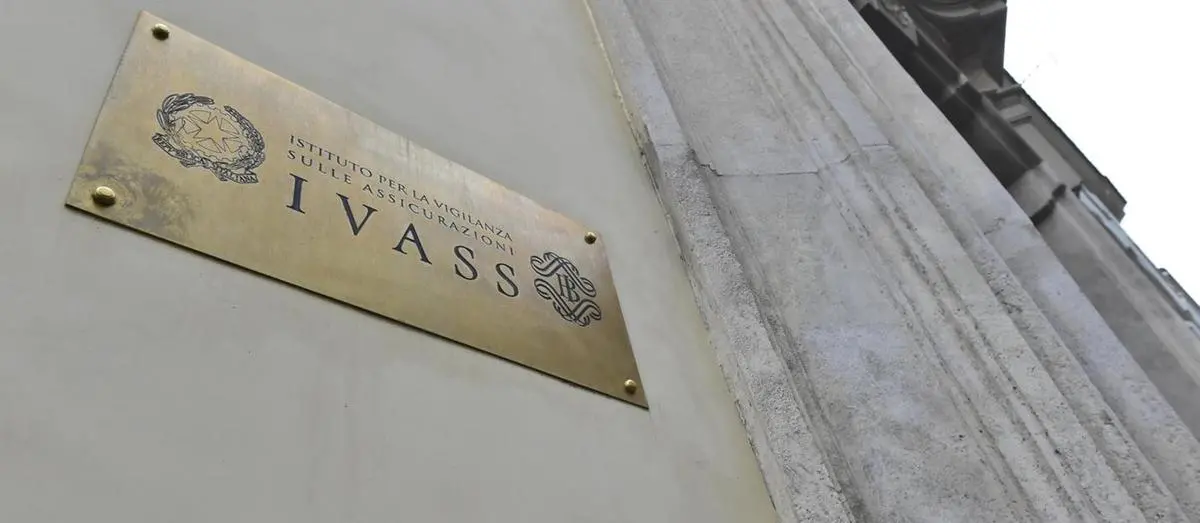 ISTITUTO PER LA VIGILANZA
SULLE ASSICURAZIONI
IVASS